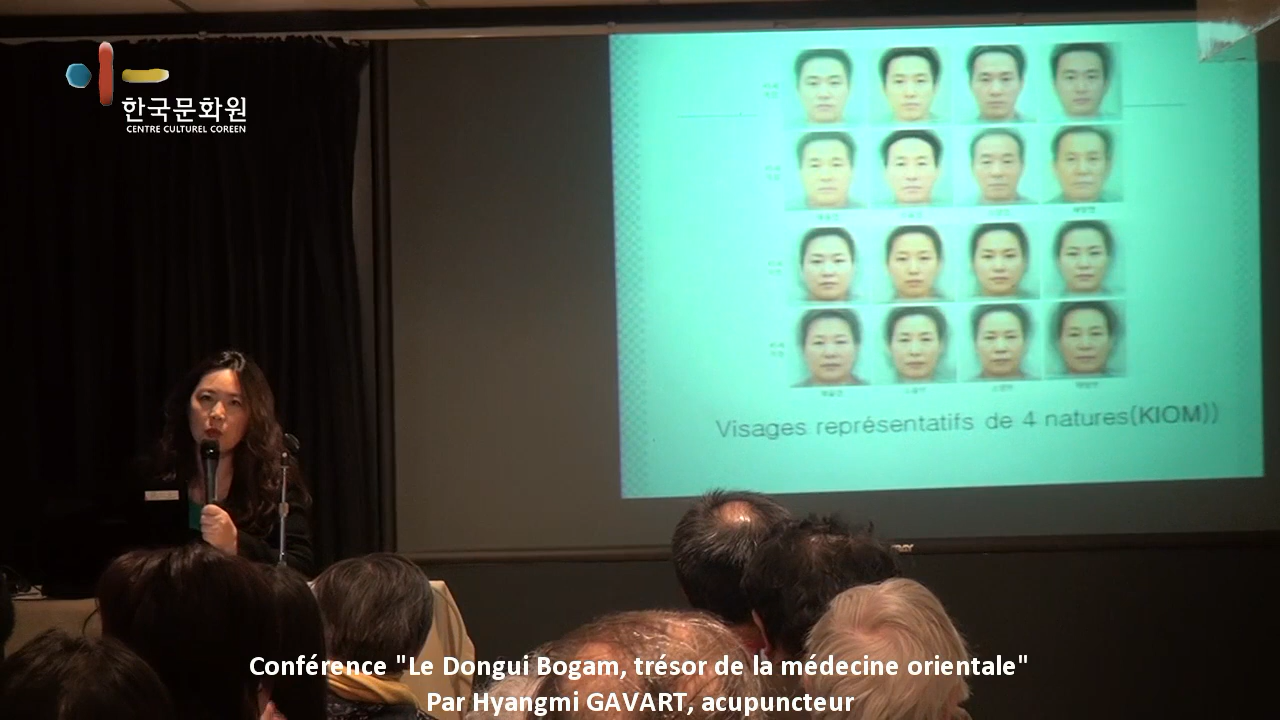 한국문화원
CENTRE CULTUREL COREEN
Visages représentatifs de 4 natures(KIOM))
Conférence "Le Dongui Bogam, trésor de la médecine orientale"
Par Hyangmi GAVART, acupuncteur